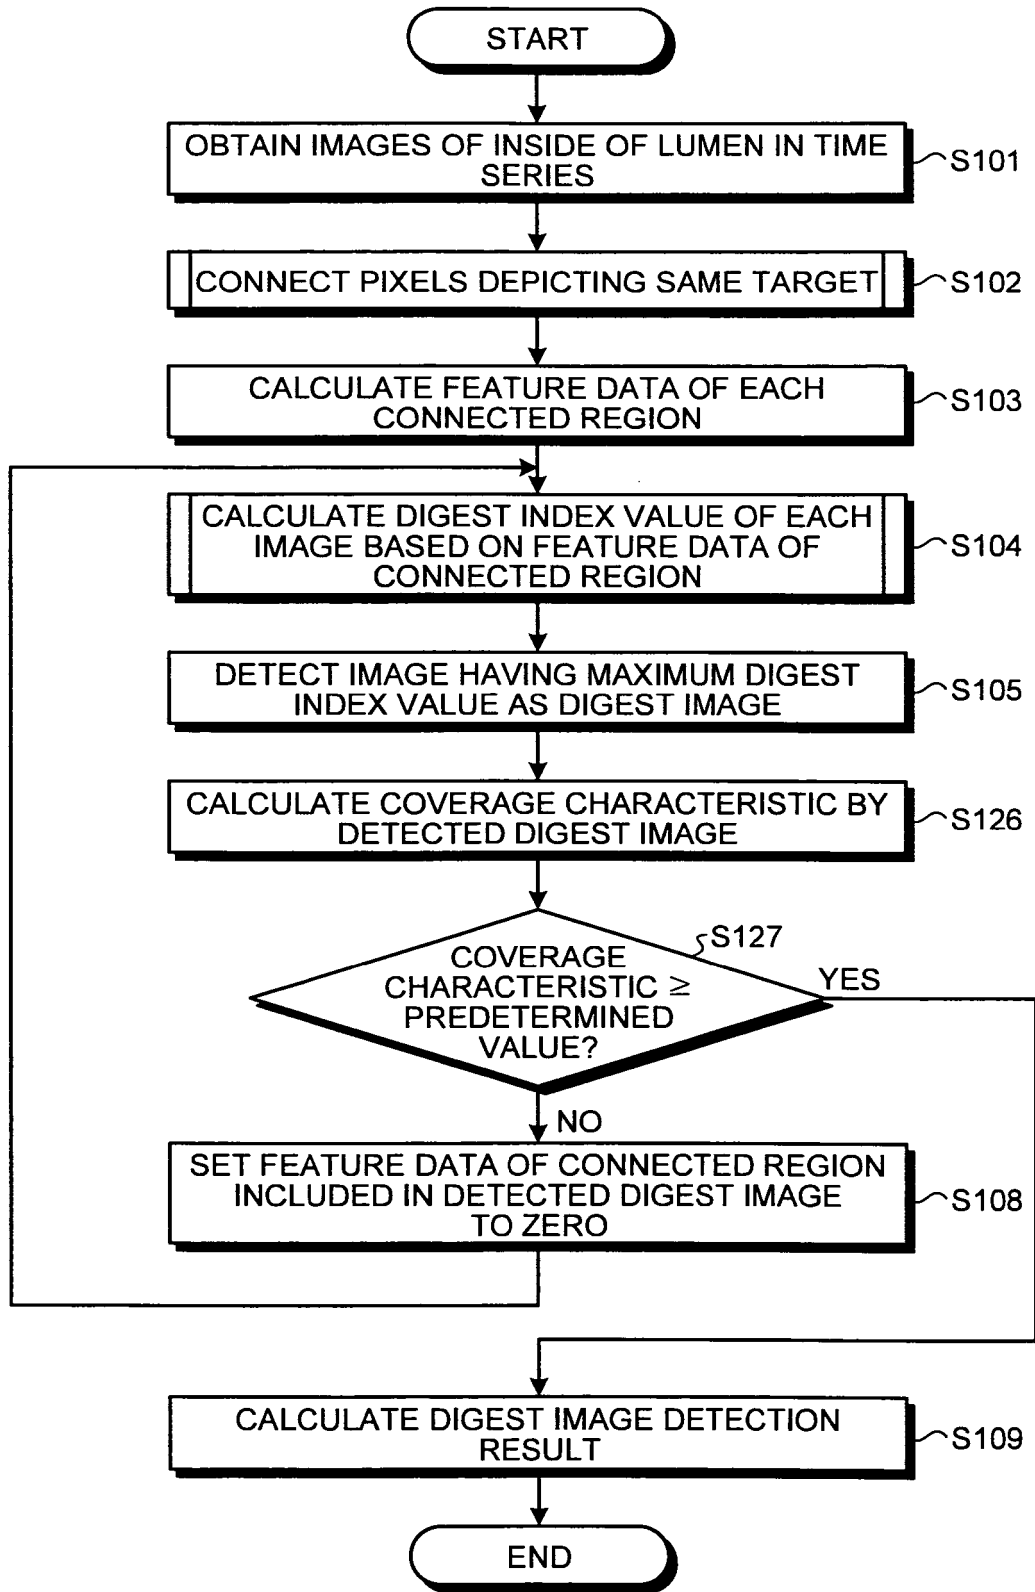 START
OBTAIN IMAGES OF INSIDE OF LUMEN IN TIME
SERIES
S101
CONNECT PIXELS DEPICTING SAME TARGET
S102
CALCULATE FEATURE DATA OF EACH
CONNECTED REGION
S103
CALCULATE DIGEST INDEX VALUE OF EACH
IMAGE BASED ON FEATURE DATA OF
CONNECTED REGION
S104
DETECT IMAGE HAVING MAXIMUM DIGEST
INDEX VALUE AS DIGEST IMAGE
S105
CALCULATE COVERAGE CHARACTERISTIC BY
DETECTED DIGEST IMAGE
S126
S127
COVERAGE
CHARACTERISTIC ≥
PREDETERMINED
VALUE?
YES
NO
SET FEATURE DATA OF CONNECTED REGION
INCLUDED IN DETECTED DIGEST IMAGE
TO ZERO
S108
CALCULATE DIGEST IMAGE DETECTION
RESULT
S109
END